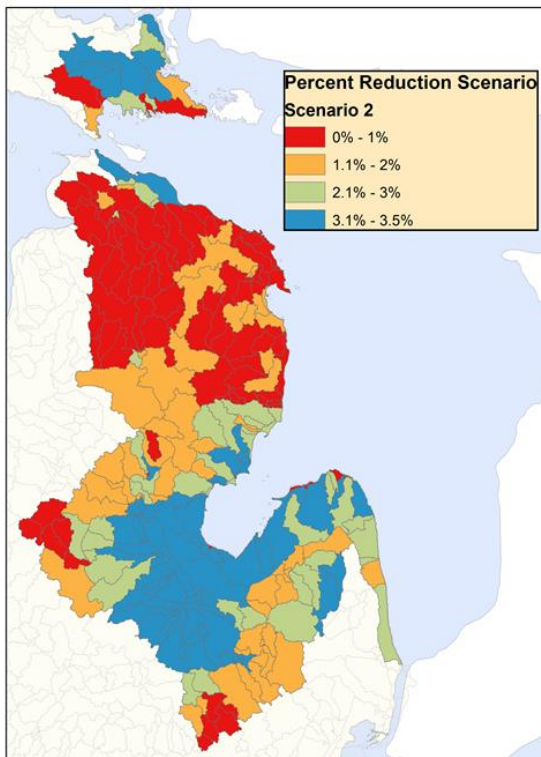 Percent Reduction Scenario
Scenario 2
0% - 1%
1.1% - 2%
2.1% - 3%
3.1% - 3.5%